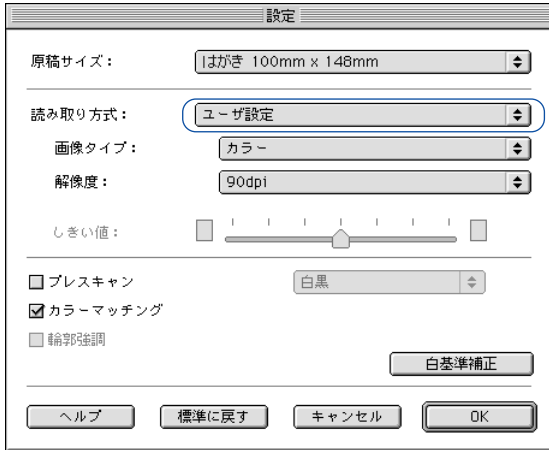 設定
原稿サイズ： はがき 100mm x 148mm
読み取り方式： ユーザ設定
画像タイプ： カラー
解像度： 90dpi
しきい値：
プレスキャン 白黒
カラーマッチング
輪郭強調
白基準補正
ヘルプ 標準に戻す キャンセル OK